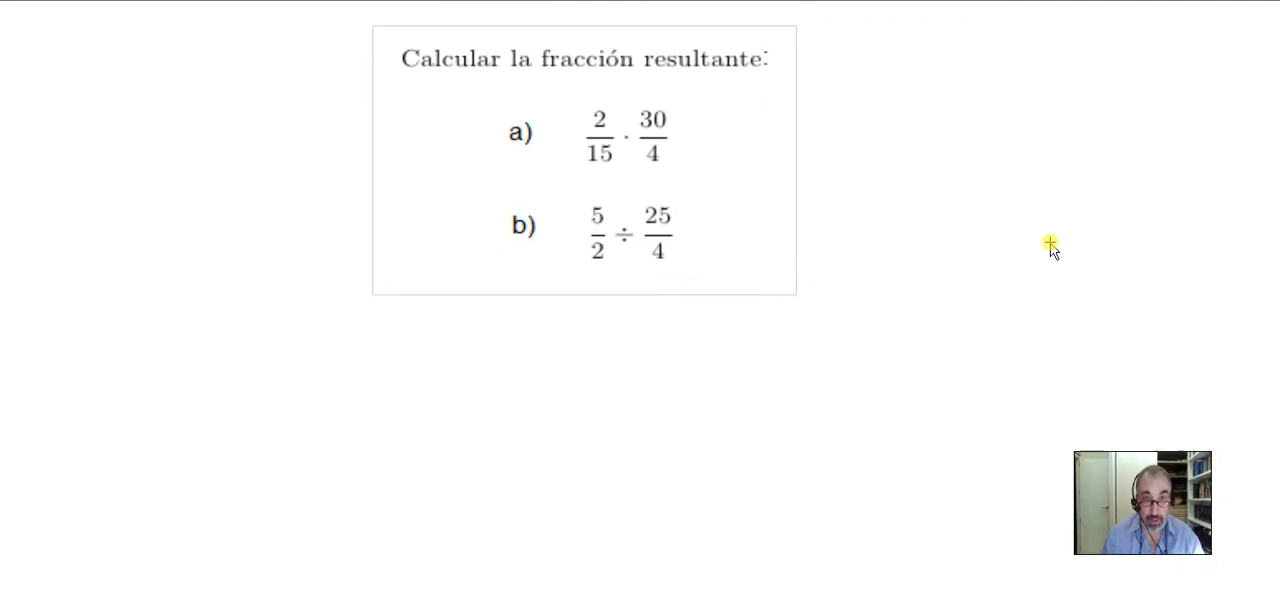 Calcular la fracción resultante:
a) 2/15 · 30/4
b) 5/2 ÷ 25/4